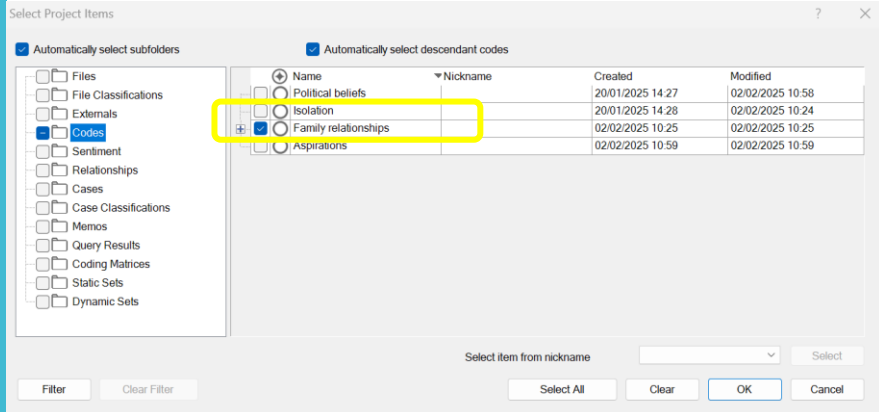 Select Project Items
Automatically select subfolders
Automatically select descendant codes
Files
File Classifications
Externals
Codes
Sentiment
Relationships
Cases
Case Classifications
Memos
Query Results
Coding Matrices
Static Sets
Dynamic Sets
Name Nickname Created Modified
Political beliefs 20/01/2025 14:27 02/02/2025 10:58
Isolation 20/01/2025 14:28 02/02/2025 10:24
Family relationships 02/02/2025 10:25 02/02/2025 10:25
Aspirations 02/02/2025 10:59 02/02/2025 10:59
Select item from nickname Select
Filter Clear Filter Select All Clear OK Cancel